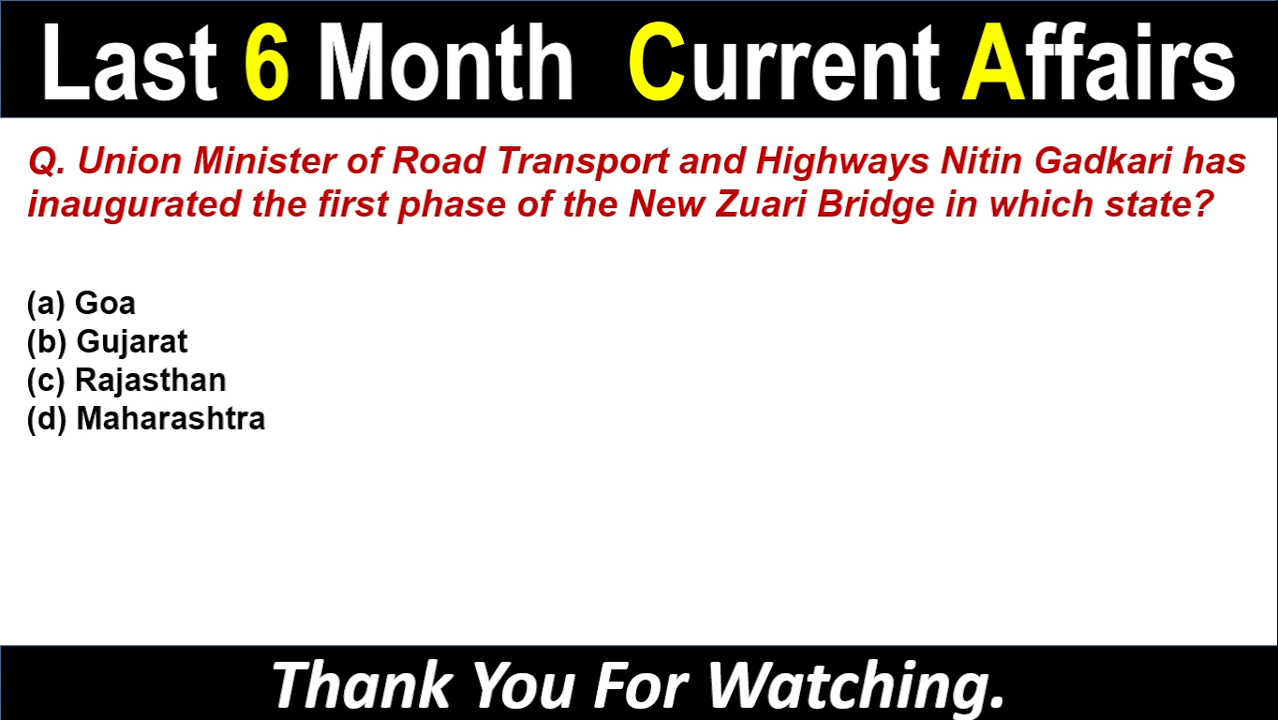 Last 6 Month Current Affairs
Q. Union Minister of Road Transport and Highways Nitin Gadkari has
inaugurated the first phase of the New Zuari Bridge in which state?
(a) Goa
(b) Gujarat
(c) Rajasthan
(d) Maharashtra
Thank You For Watching.